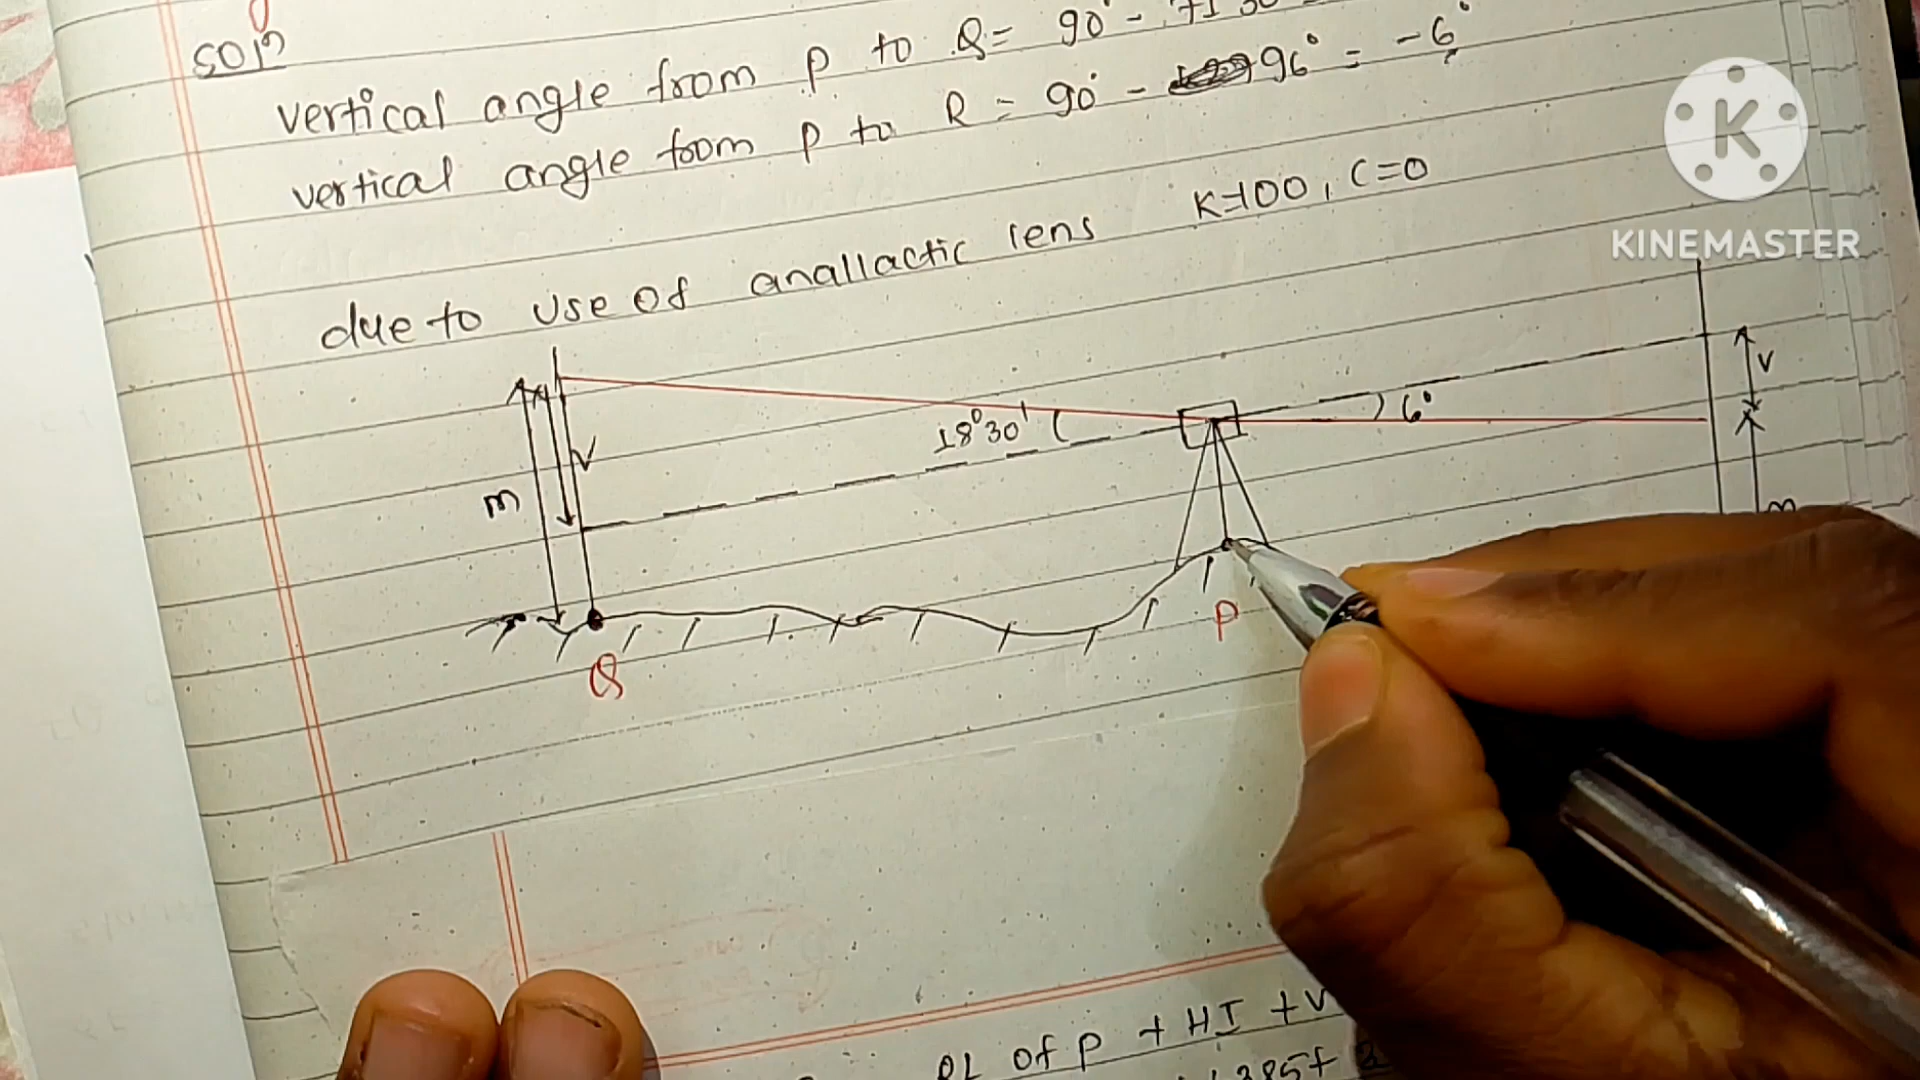 soln
vertical angle from P to Q = 90° -
vertical angle from P to R = 90° - 96° = -6°
due to use of anallactic lens K=100, C=0
KINEMASTER
V
18°30'
6°
V
m
m
P
Q
RL of P + HI + V